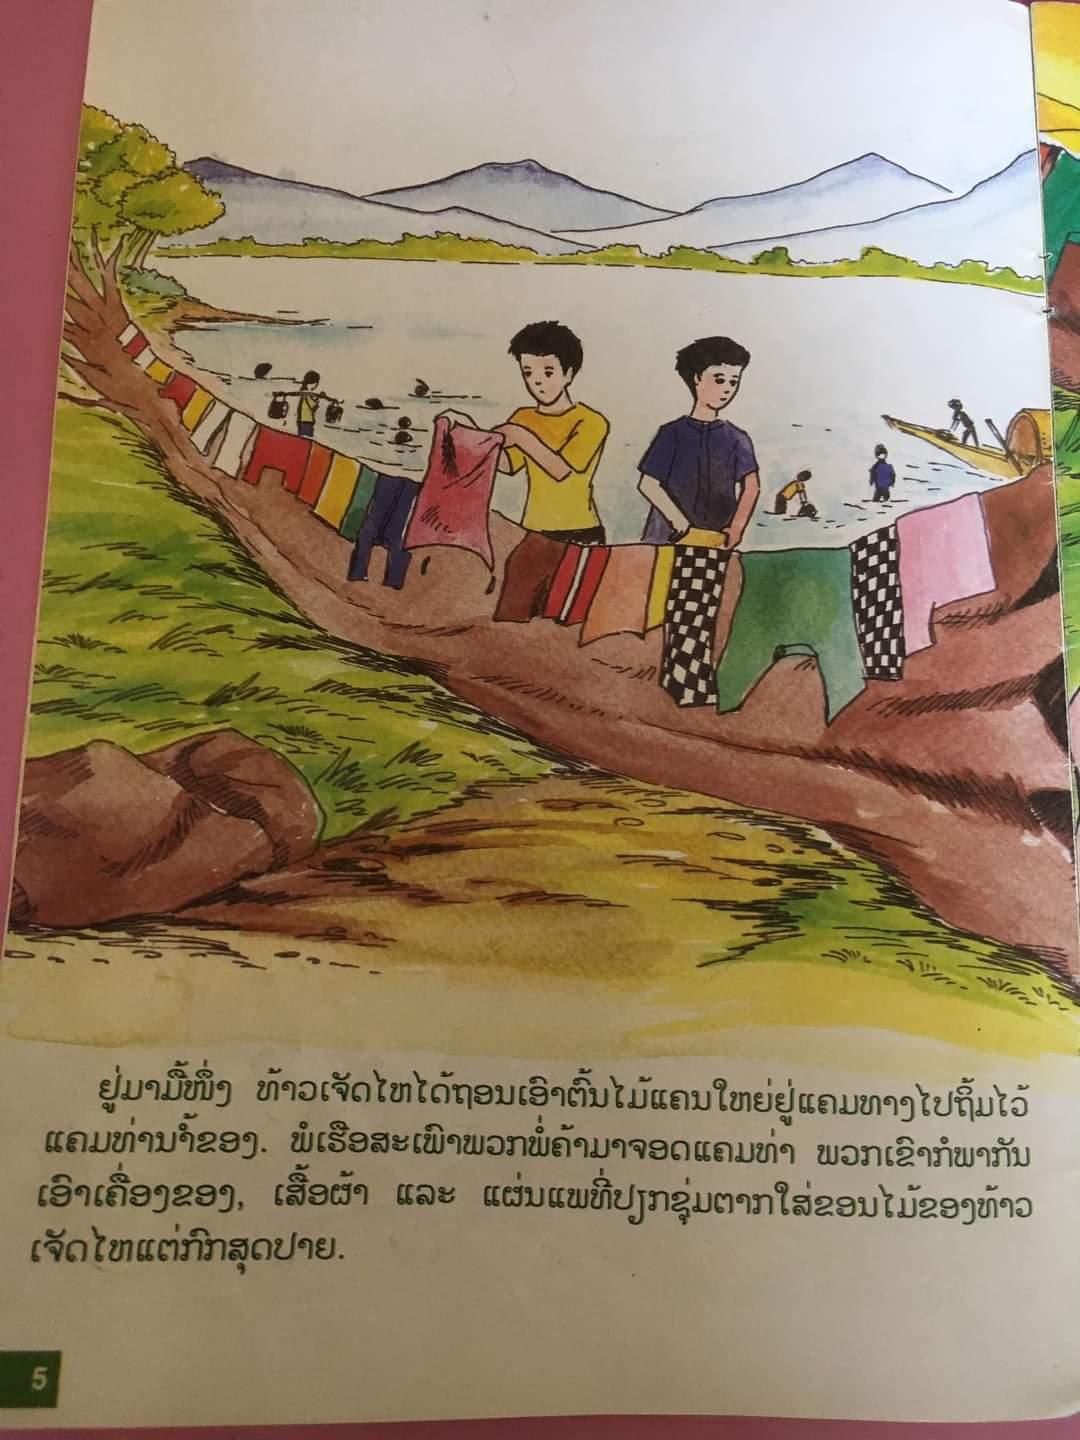 ຢູ່ມາມື້ໜຶ່ງ ທ້າວເຈັດໄຫໄດ້ຖອນເອົາຕົ້ນໄມ້ແຄນໃຫຍ່ຢູ່ແຄມທາງໄປຖິ້ມໄວ້
ແຄມທ່ານ້ຳຂອງ. ພໍເຮືອສະເພົາພວກພໍ່ຄ້າມາຈອດແຄມທ່າ ພວກເຂົາກໍພາກັນ
ເອົາເຄື່ອງຂອງ, ເສື້ອຜ້າ ແລະ ແຜ່ນແພທີ່ປຽກຊຸ່ມຕາກໃສ່ຂອນໄມ້ຂອງທ້າວ
ເຈັດໄຫແຕ່ກົກສຸດປາຍ.
5